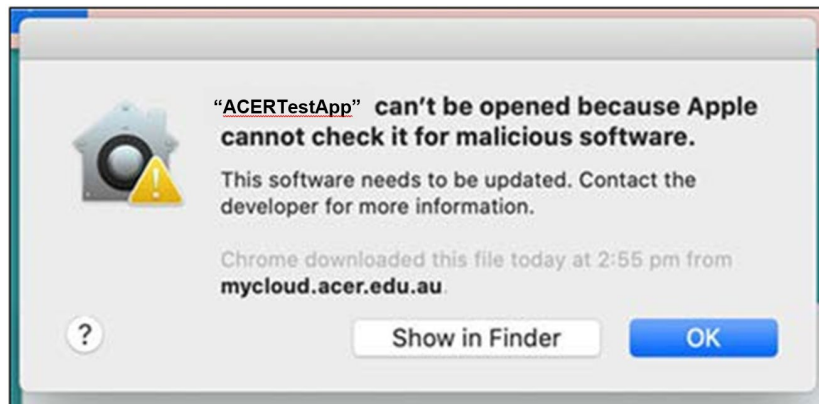 “ACERTestApp” can’t be opened because Apple
cannot check it for malicious software.
This software needs to be updated. Contact the
developer for more information.
Chrome downloaded this file today at 2:55 pm from
mycloud.acer.edu.au.
?
Show in Finder
OK